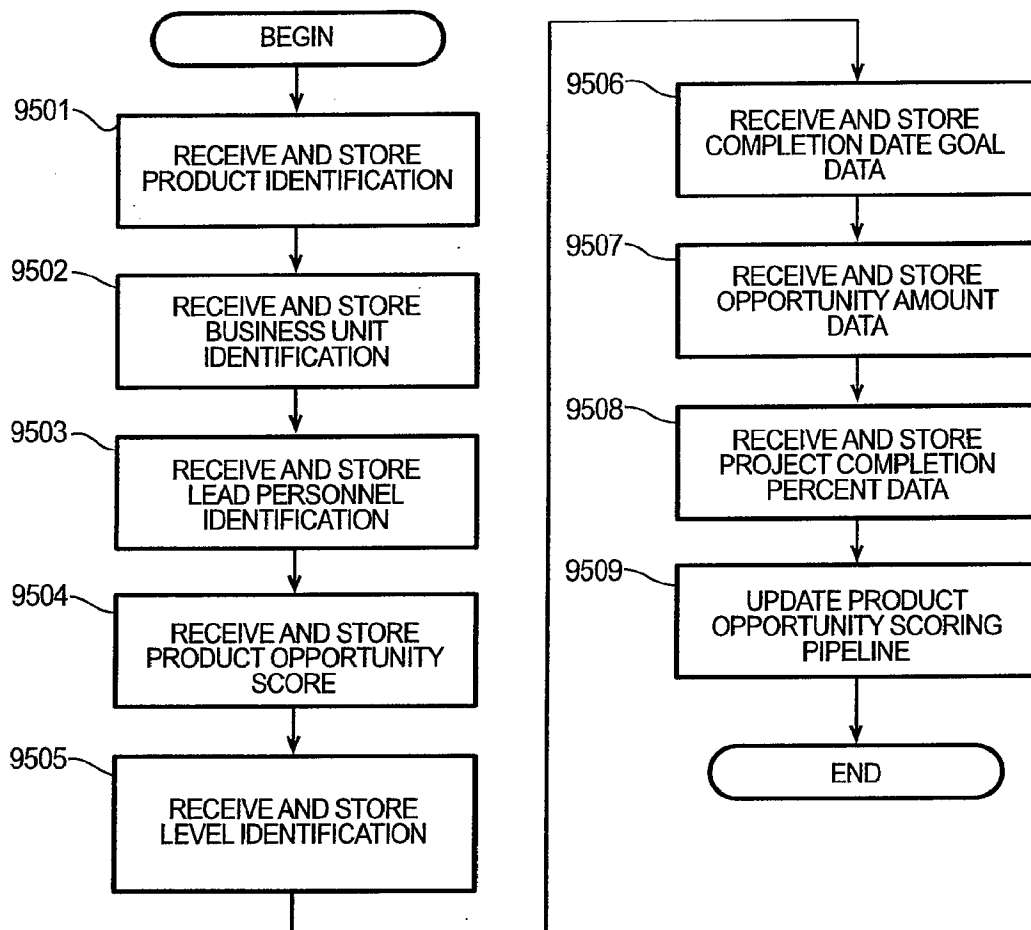 BEGIN
9501
RECEIVE AND STORE
PRODUCT IDENTIFICATION
9502
RECEIVE AND STORE
BUSINESS UNIT
IDENTIFICATION
9503
RECEIVE AND STORE
LEAD PERSONNEL
IDENTIFICATION
9504
RECEIVE AND STORE
PRODUCT OPPORTUNITY
SCORE
9505
RECEIVE AND STORE
LEVEL IDENTIFICATION
9506
RECEIVE AND STORE
COMPLETION DATE GOAL
DATA
9507
RECEIVE AND STORE
OPPORTUNITY AMOUNT
DATA
9508
RECEIVE AND STORE
PROJECT COMPLETION
PERCENT DATA
9509
UPDATE PRODUCT
OPPORTUNITY SCORING
PIPELINE
END